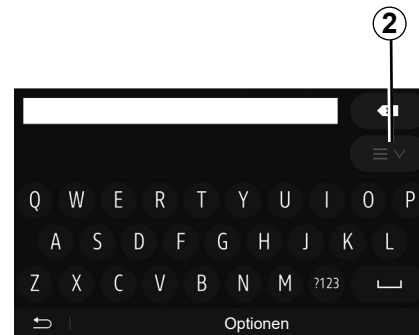 2
Q W E R T Y U I O P
A S D F G H J K L
Z X C V B N M ?123
Optionen